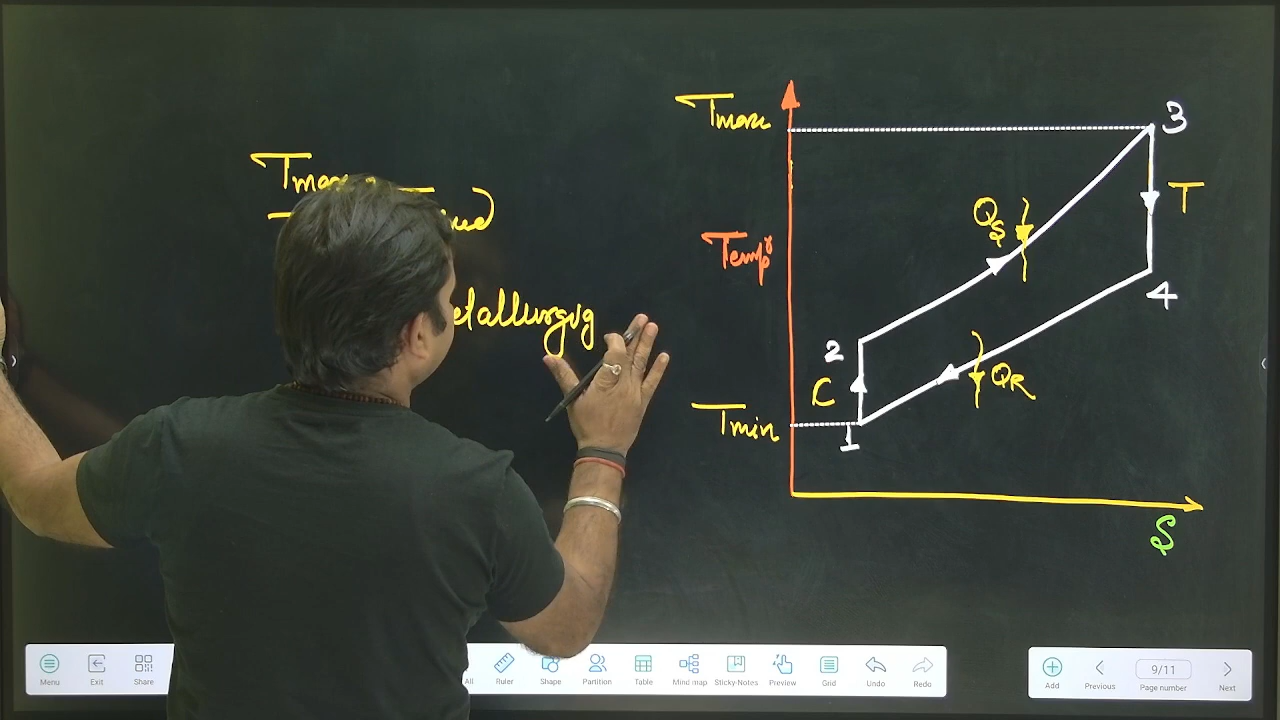 Tmax
etallurgy
Tmax
Temp^r
Tmin
3
T
4
2
C
1
Qs
QR
S
Menu
Exit
Share
All
Ruler
Shape
Partition
Table
Mind map
Sticky-Notes
Preview
Grid
Undo
Redo
Add
Previous
9/11
Page number
Next